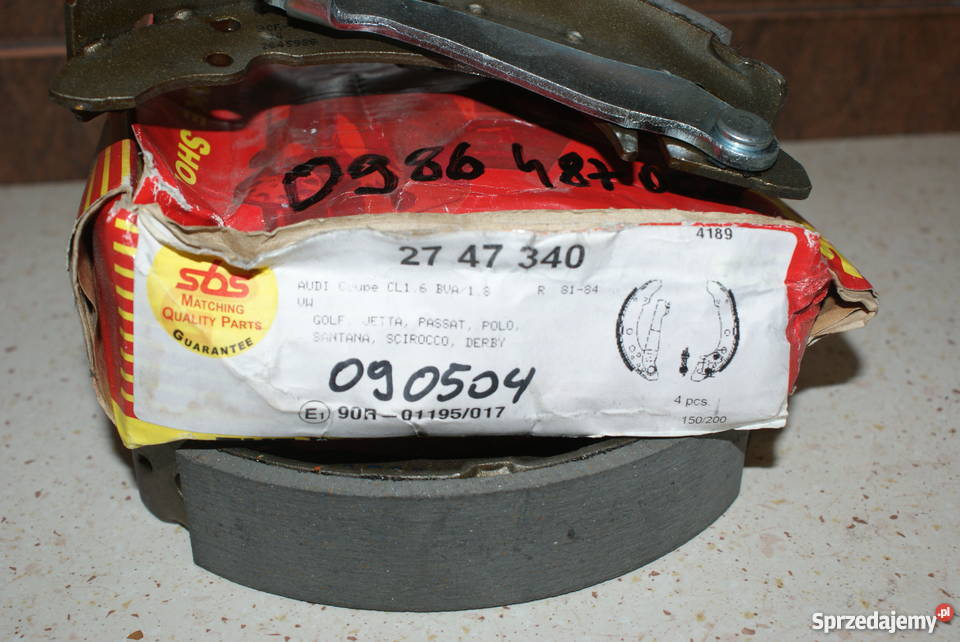 SHO
0986 487
27 47 340
4189
sbs
MATCHING
QUALITY PARTS
GUARANTEE
AUDI Coupe CL1.6 BVA/1.8 R 81-84
VW
GOLF, JETTA, PASSAT, POLO,
SANTANA, SCIROCCO, DERBY
090504
E1 90R-01195/017
4 pcs.
150/200
Sprzedajemy.pl